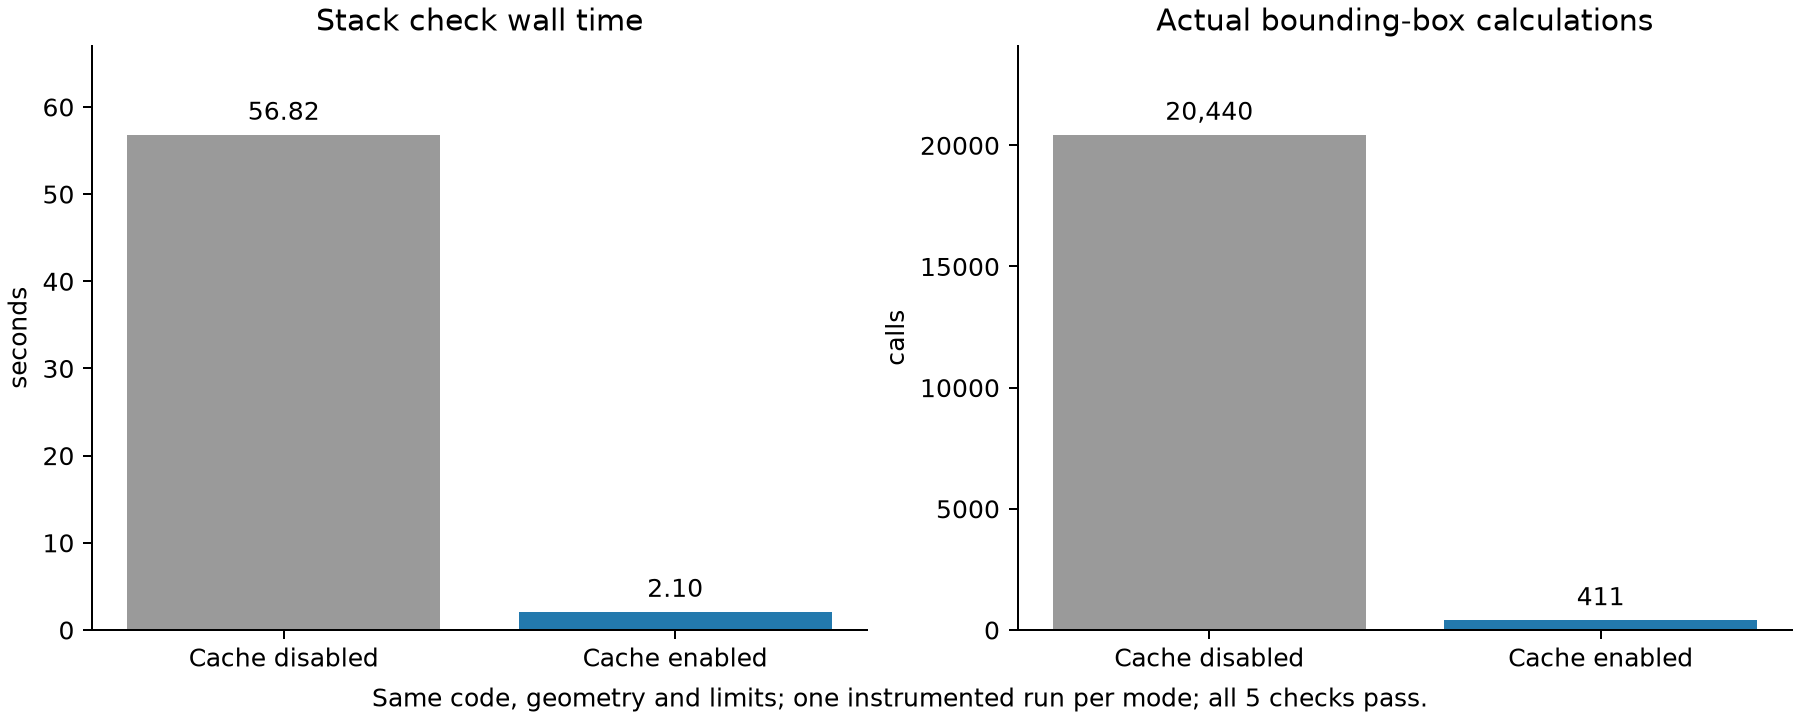 Stack check wall time
56.82
2.10
60
50
40
30
20
10
0
seconds
Cache disabled
Cache enabled
Actual bounding-box calculations
20,440
411
20000
15000
10000
5000
0
calls
Cache disabled
Cache enabled
Same code, geometry and limits; one instrumented run per mode; all 5 checks pass.